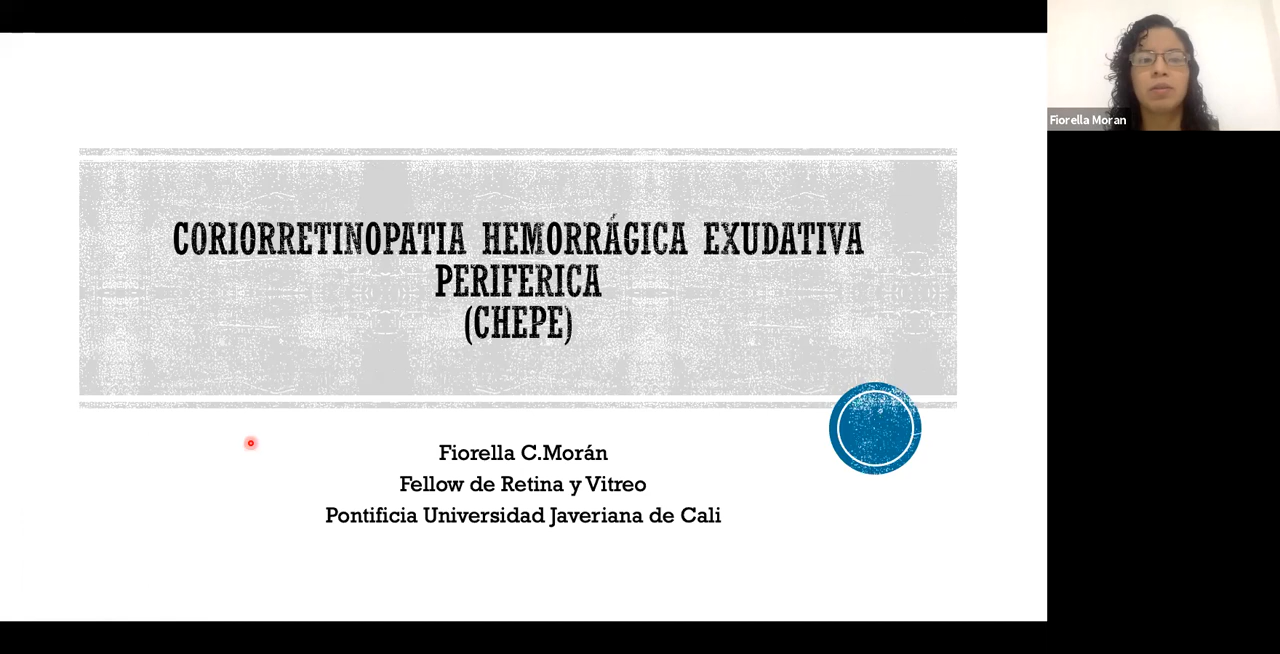 CORIORRETINOPATIA HEMORRÁGICA EXUDATIVA
PERIFERICA
(CHEPE)
Fiorella C.Morán
Fellow de Retina y Vitreo
Pontificia Universidad Javeriana de Cali
Fiorella Moran